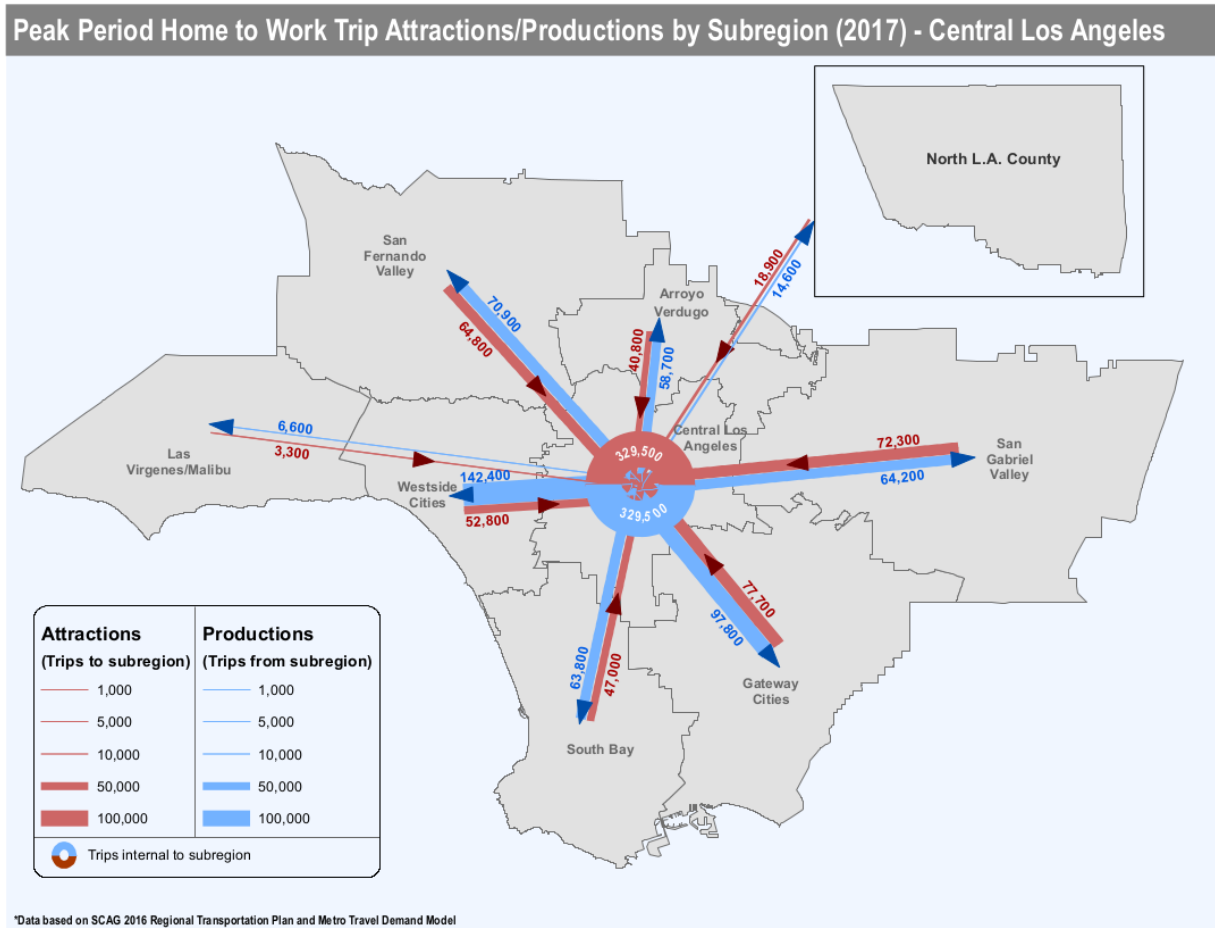 Peak Period Home to Work Trip Attractions/Productions by Subregion (2017) - Central Los Angeles
North L.A. County
San
Fernando
Valley
18,900
14,600
Arroyo
Verdugo
70,900
64,800
40,800
58,700
Central Los
Angeles
6,600
3,300
Las
Virgenes/Malibu
329,500
72,300
64,200
San
Gabriel
Valley
142,400
Westside
Cities
52,800
329,500
77,700
97,800
63,800
47,000
Gateway
Cities
South Bay
Attractions
(Trips to subregion)
1,000
5,000
10,000
50,000
100,000
Productions
(Trips from subregion)
1,000
5,000
10,000
50,000
100,000
Trips internal to subregion
*Data based on SCAG 2016 Regional Transportation Plan and Metro Travel Demand Model